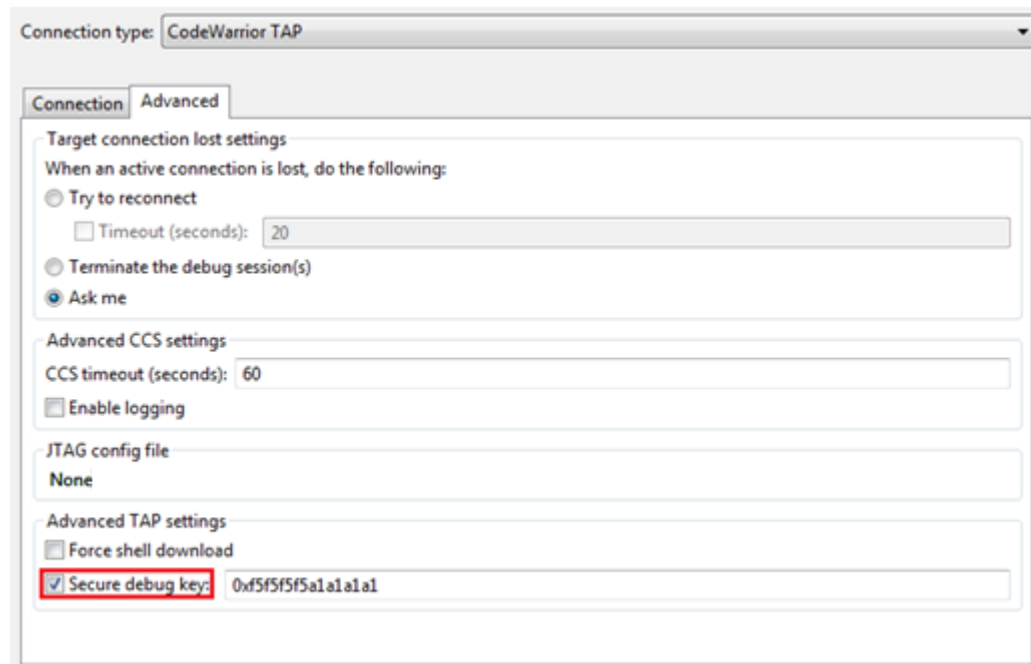 Connection type: CodeWarrior TAP
Connection Advanced
Target connection lost settings
When an active connection is lost, do the following:
Try to reconnect
Timeout (seconds): 20
Terminate the debug session(s)
Ask me
Advanced CCS settings
CCS timeout (seconds): 60
Enable logging
JTAG config file
None
Advanced TAP settings
Force shell download
Secure debug key: 0xf5f5f5f5a1a1a1a1